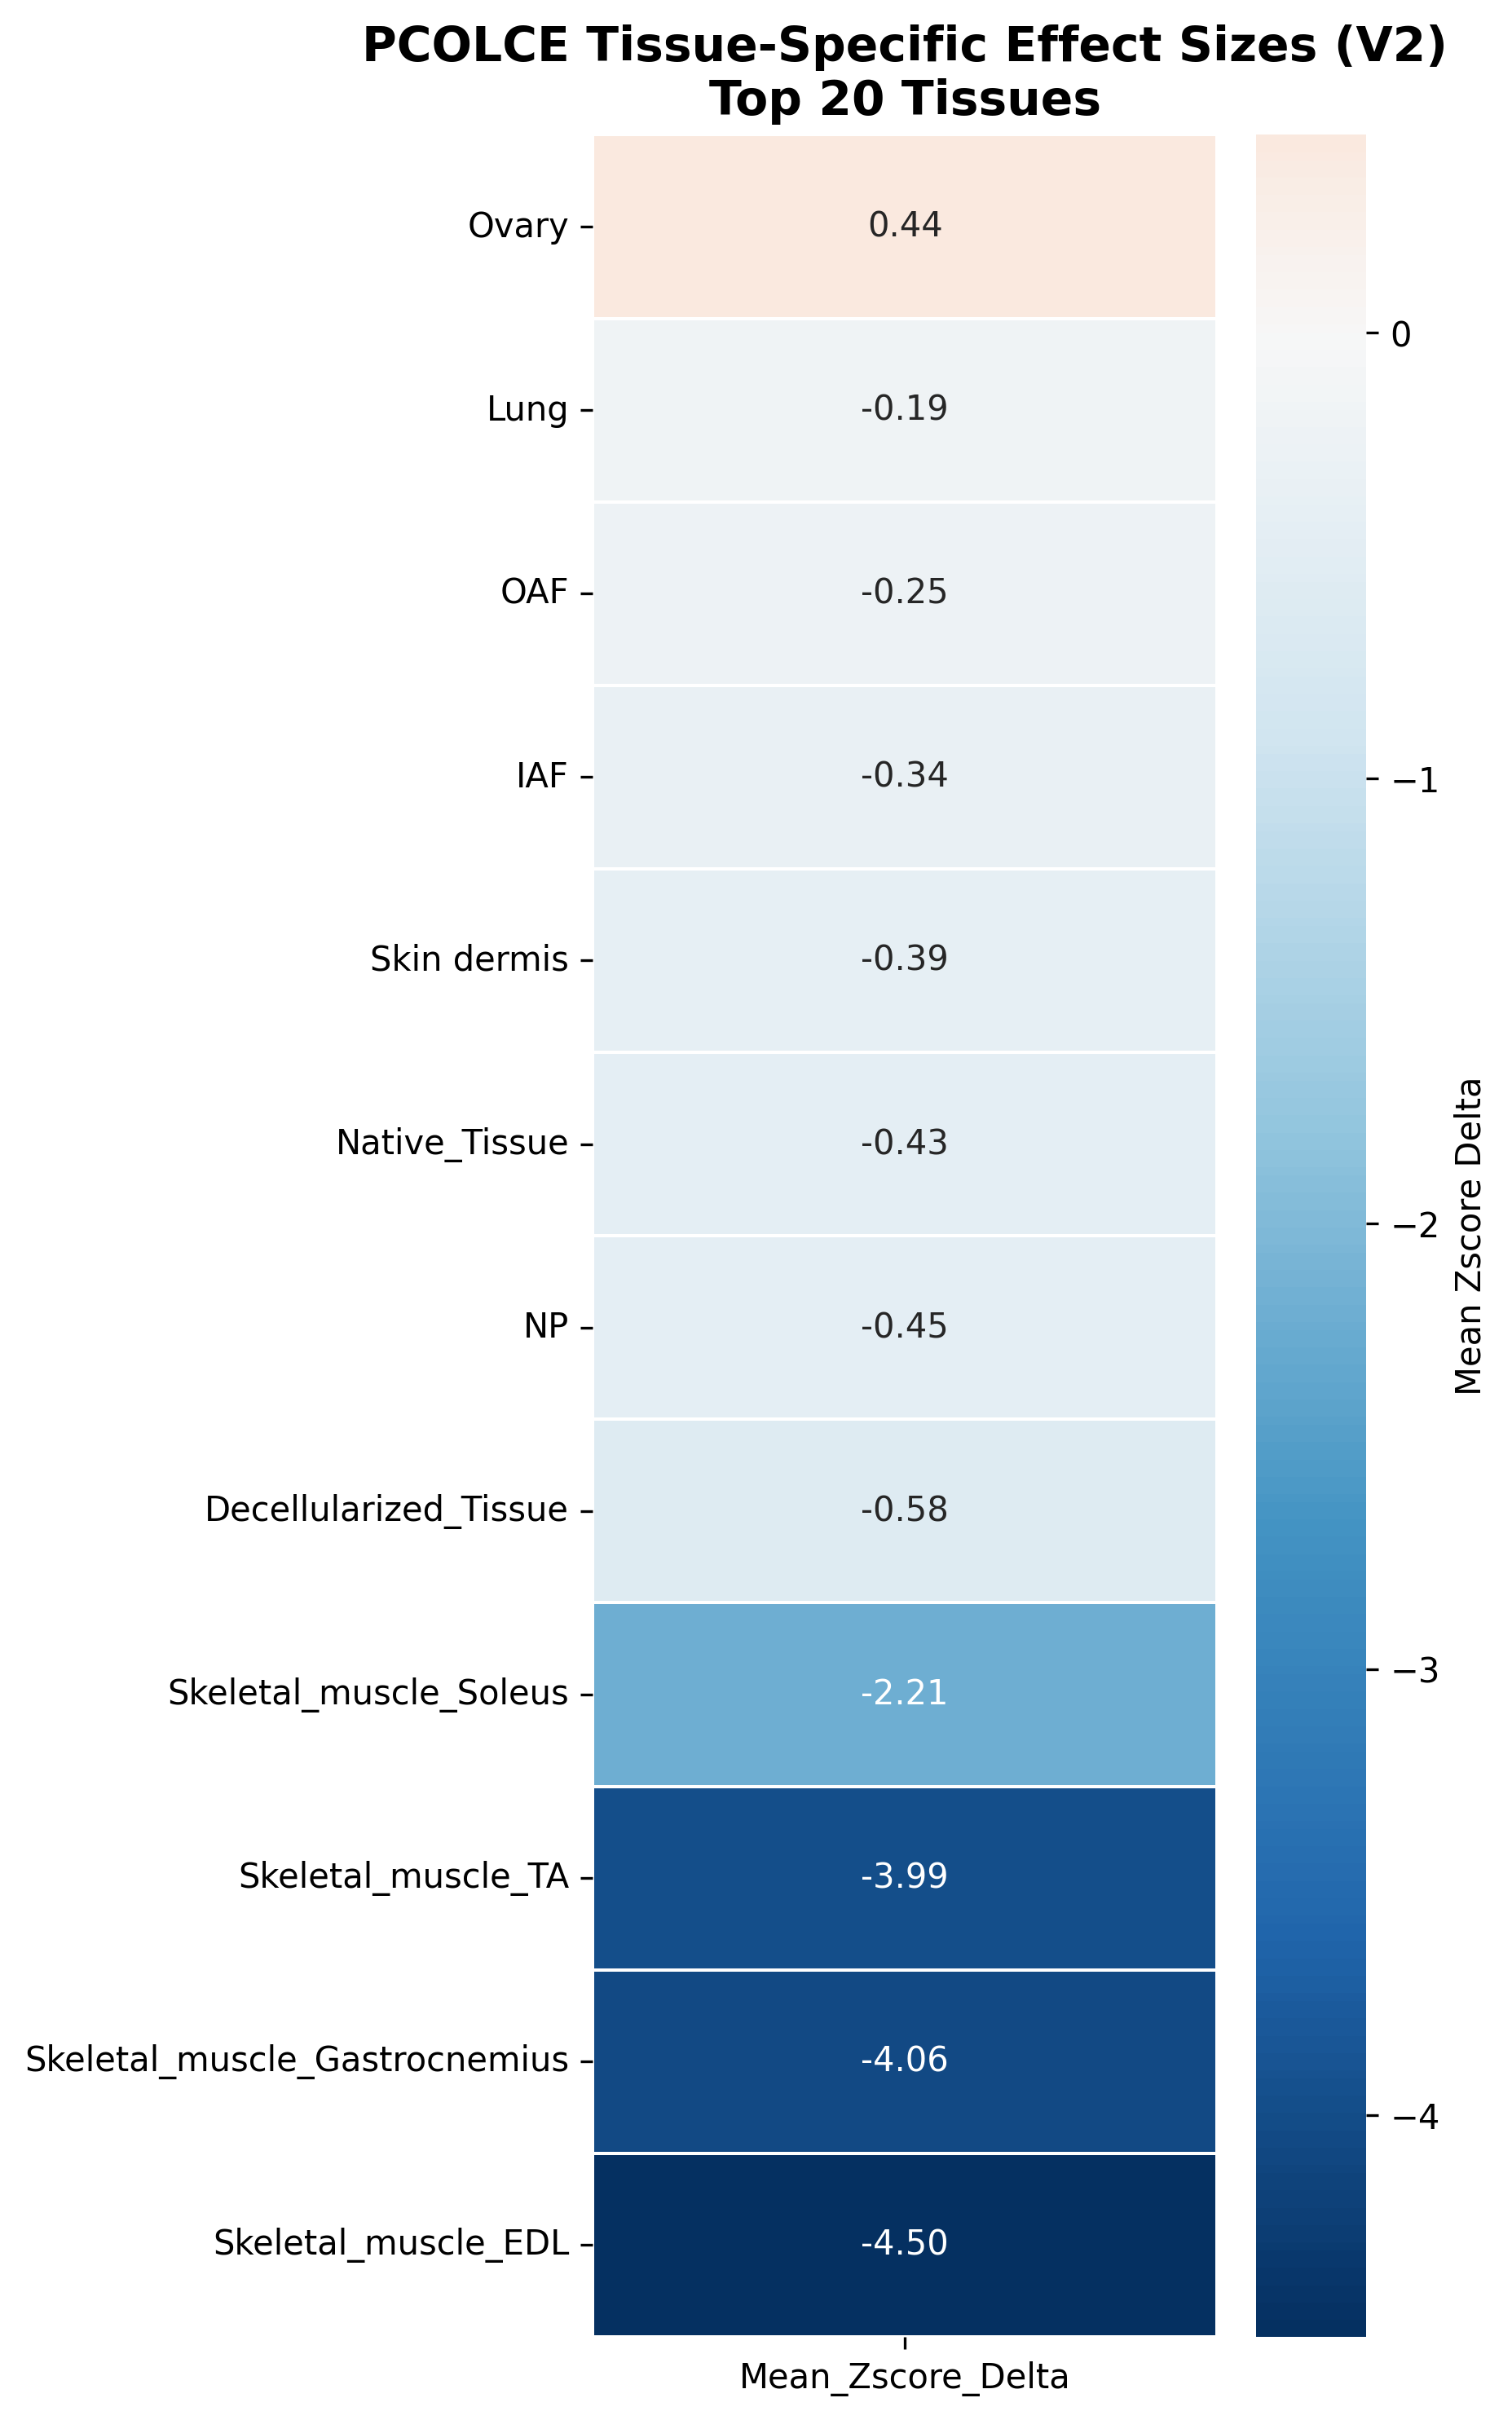 PCOLCE Tissue-Specific Effect Sizes (V2)
Top 20 Tissues
Ovary
0.44
Lung
-0.19
OAF
-0.25
IAF
-0.34
Skin dermis
-0.39
Native_Tissue
-0.43
NP
-0.45
Decellularized_Tissue
-0.58
Skeletal_muscle_Soleus
-2.21
Skeletal_muscle_TA
-3.99
Skeletal_muscle_Gastrocnemius
-4.06
Skeletal_muscle_EDL
-4.50
Mean_Zscore_Delta
0
−1
−2
−3
−4
Mean Zscore Delta